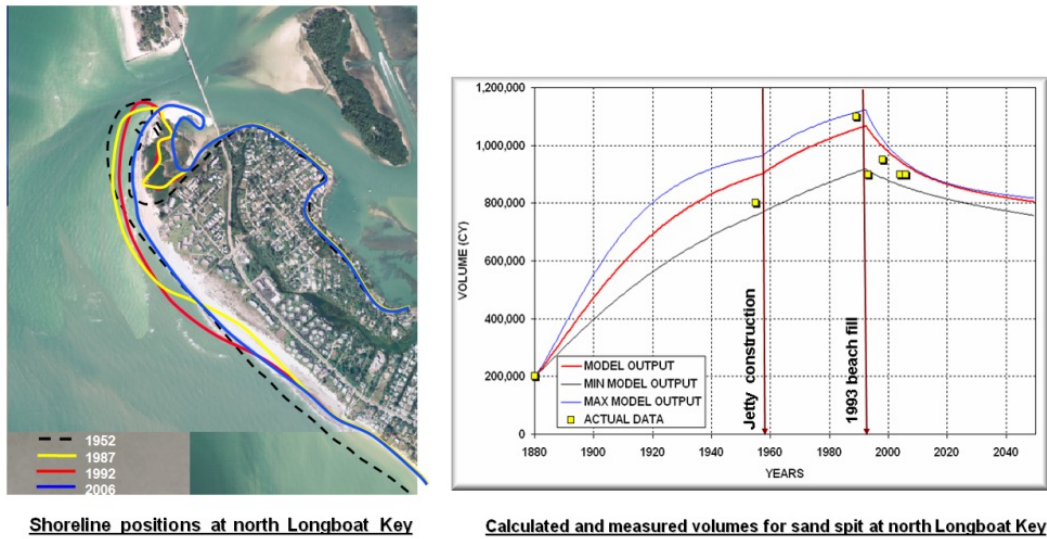 1952
1987
1992
2006
Shoreline positions at north Longboat Key
1,200,000
1,000,000
800,000
600,000
400,000
200,000
0
VOLUME (CY)
1880 1900 1920 1940 1960 1980 2000 2020 2040
YEARS
Jetty construction
1993 beach fill
MODEL OUTPUT
MIN MODEL OUTPUT
MAX MODEL OUTPUT
ACTUAL DATA
Calculated and measured volumes for sand spit at north Longboat Key